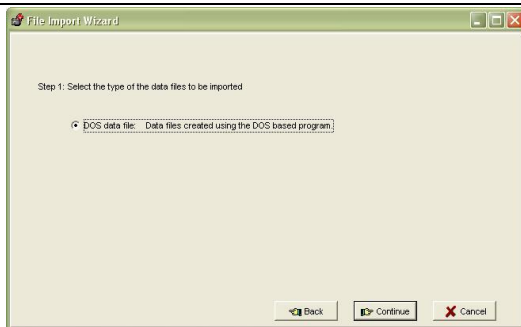 File Import Wizard
Step 1: Select the type of the data files to be imported
DOS data file: Data files created using the DOS based program.
Back Continue Cancel